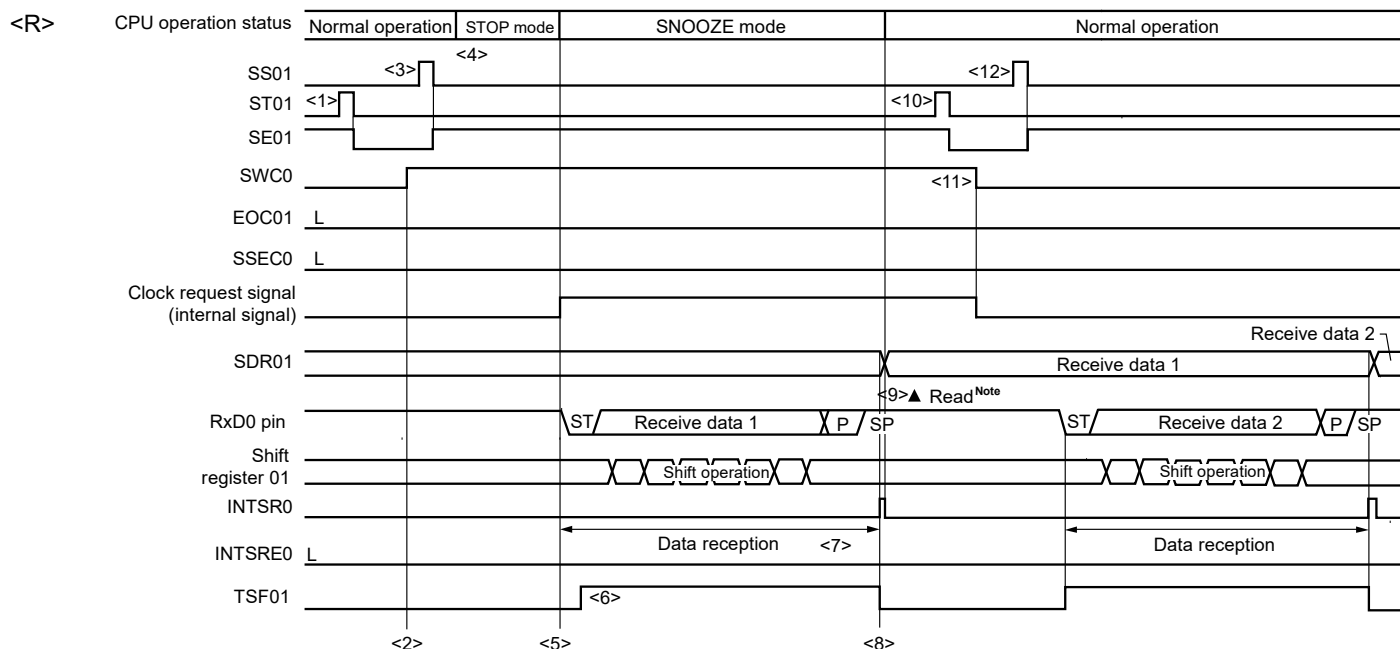 <R> CPU operation status Normal operation STOP mode SNOOZE mode Normal operation
<4>
SS01 <3> <12>
ST01 <1> <10>
SE01
SWC0 <11>
EOC01 L
SSEC0 L
Clock request signal
(internal signal)
Receive data 2
SDR01 Receive data 1
<9>▲ Read Note
RxD0 pin ST Receive data 1 P SP ST Receive data 2 P SP
Shift
register 01 Shift operation Shift operation
INTSR0
Data reception <7> Data reception
INTSRE0 L
TSF01 <6>
<2> <5> <8>